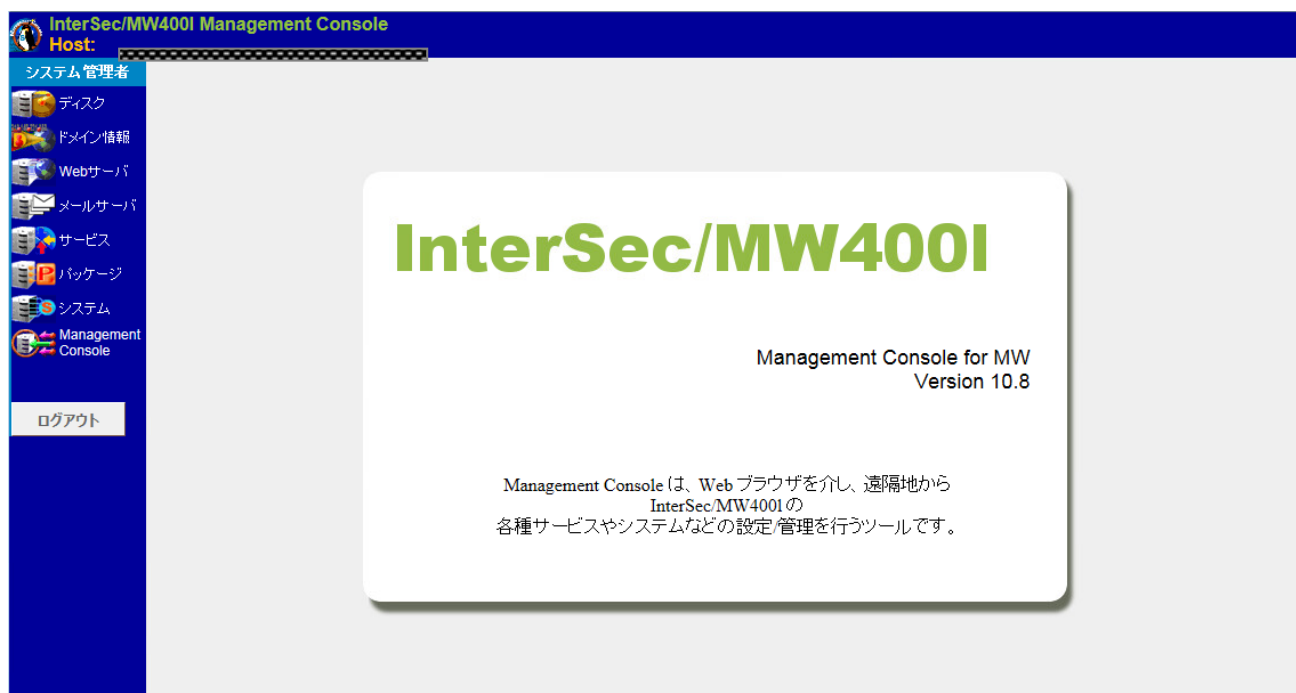 InterSec/MW400I Management Console
Host:
システム管理者
ディスク
ドメイン情報
Webサーバ
メールサーバ
サービス
パッケージ
システム
Management
Console
ログアウト
InterSec/MW400I
Management Console for MW
Version 10.8
Management Console は、Web ブラウザを介し、遠隔地から
InterSec/MW400I の
各種サービスやシステムなどの設定/管理を行うツールです。